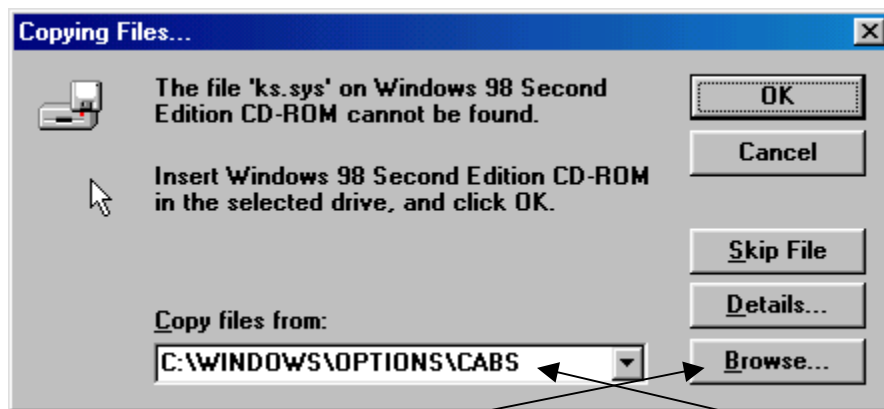 Copying Files...
The file 'ks.sys' on Windows 98 Second
Edition CD-ROM cannot be found.
Insert Windows 98 Second Edition CD-ROM
in the selected drive, and click OK.
Copy files from:
C:\WINDOWS\OPTIONS\CABS
OK
Cancel
Skip File
Details...
Browse...